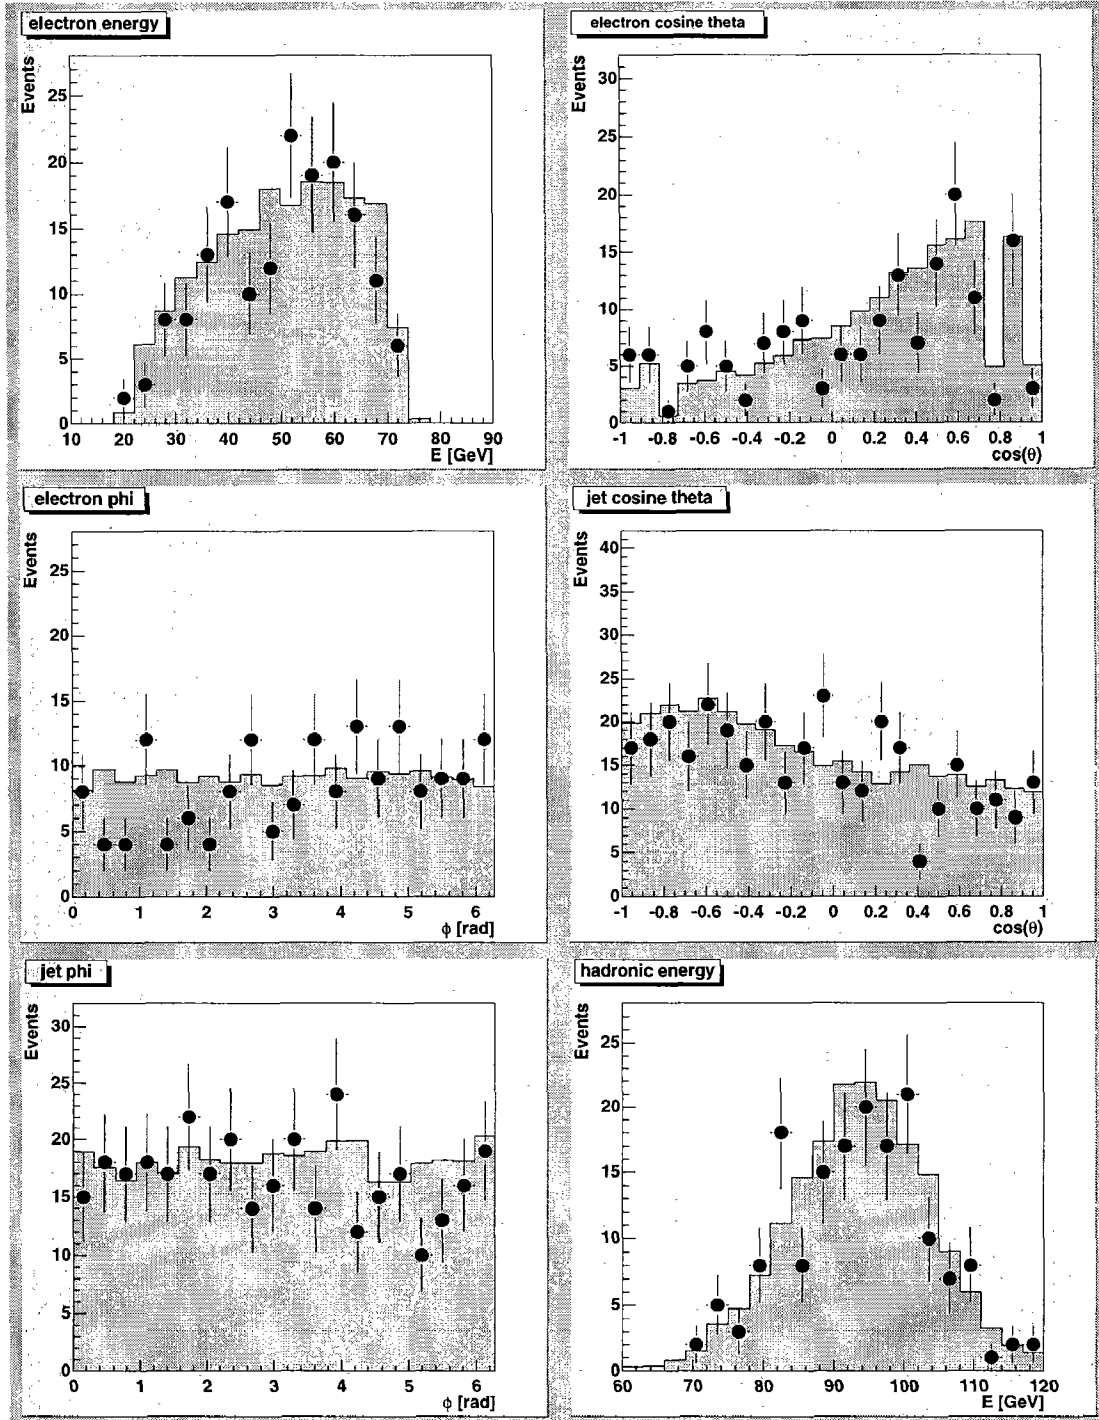 electron energy
Events
25
20
15
10
5
0
10 20 30 40 50 60 70 80 90
E [GeV]
electron cosine theta
Events
30
25
20
15
10
5
0
-1 -0.8 -0.6 -0.4 -0.2 0 0.2 0.4 0.6 0.8 1
cos(θ)
electron phi
Events
25
20
15
10
5
0
0 1 2 3 4 5 6
ϕ [rad]
jet cosine theta
Events
40
35
30
25
20
15
10
5
0
-1 -0.8 -0.6 -0.4 -0.2 0 0.2 0.4 0.6 0.8 1
cos(θ)
jet phi
Events
30
25
20
15
10
5
0
0 1 2 3 4 5 6
ϕ [rad]
hadronic energy
Events
25
20
15
10
5
0
60 70 80 90 100 110 120
E [GeV]